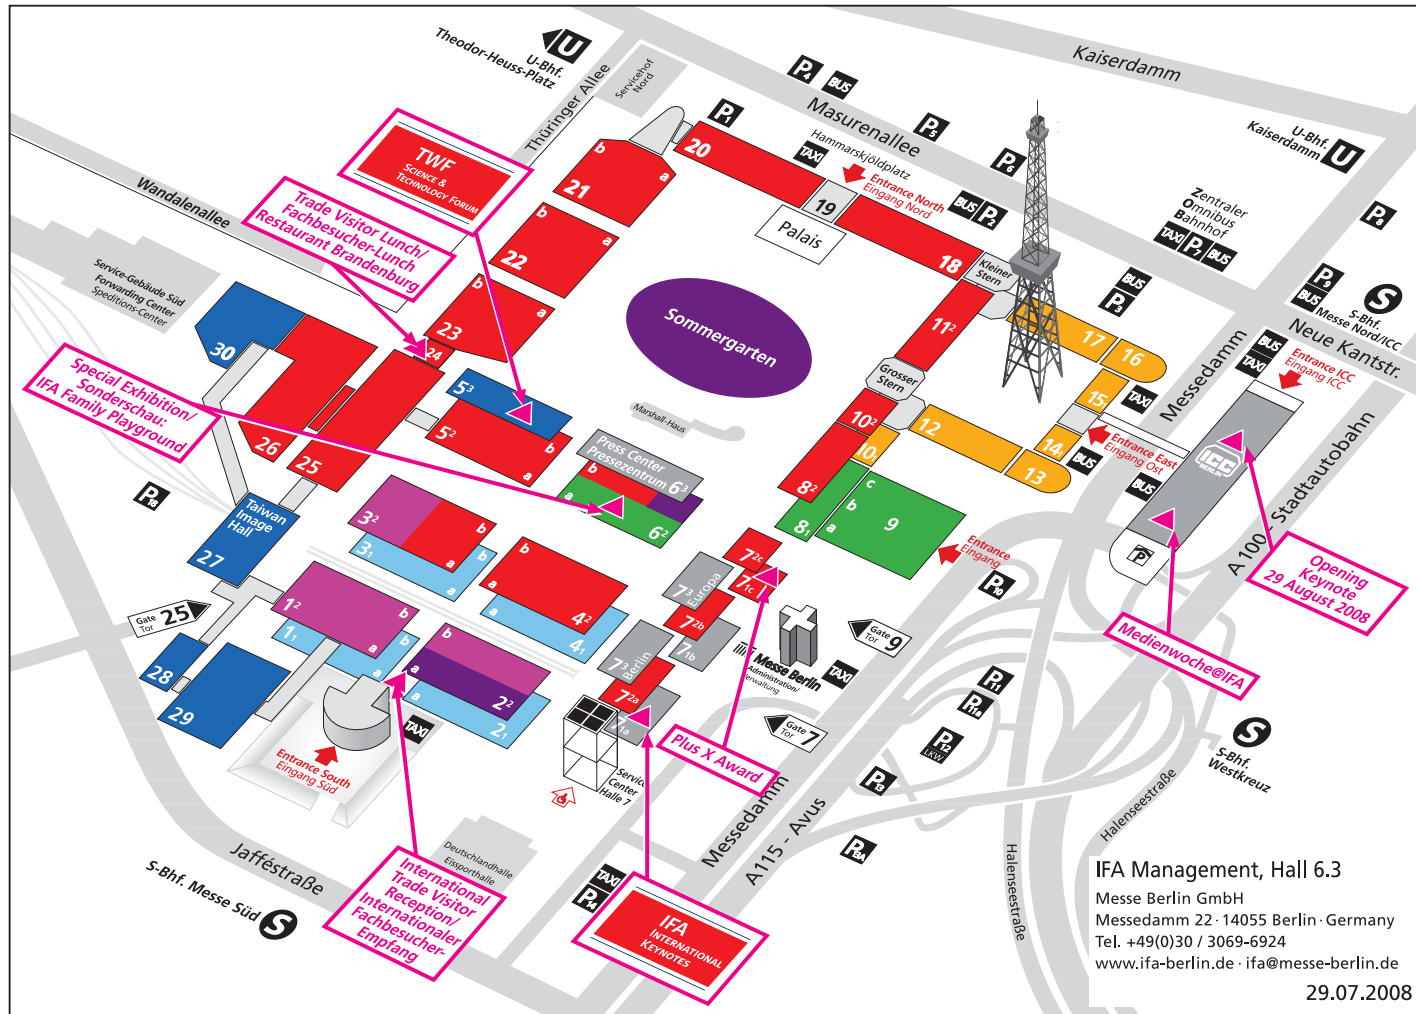 Kaiserdamm
U-Bhf.
Theodor-Heuss-Platz
U
Servicehof
Nord
Thüringer Allee
P4
BUS
Masurenallee
P5
P1
P6
Hammarskjöldplatz
TAXI
Entrance North
Eingang Nord
BUS
P2
U-Bhf.
Kaiserdamm
U
P8
Zentraler
Omnibus
Bahnhof
TAXI
P7
BUS
P9
BUS
S
S-Bhf.
Messe Nord/ICC
Neue Kantstr.
BUS
P3
BUS
TAXI
Entrance ICC
Eingang ICC
Messedamm
A100 - Stadtautobahn
TWF
Science &
Technology Forum
Trade Visitor Lunch/
Fachbesucher-Lunch
Restaurant Brandenburg
Wandalenallee
Service-Gebäude Süd
Forwarding Center
Speditions-Center
Special Exhibition/
Sonderschau:
IFA Family Playground
b
a
21
20
19
Palais
18
Kleiner
Stern
b
a
22
b
a
23
24
Sommergarten
11²
17
16
15
14₁
13
12
Grosser
Stern
10²
10₁
TAXI
BUS
Entrance East
Eingang Ost
BUS
ICC
BERLIN
P
30
26
25
5³
5²
b
a
Marshall-Haus
Press Center
Pressezentrum 6³
b
a
6²
8²
8₁
c
b
a
9
Entrance
Eingang
P10
P18
Taiwan
Image
Hall
27
3²
b
a
3₁
b
a
b
a
4²
4₁
7²ᶜ
7¹ᶜ
7³
Europa
7²ᵇ
7¹ᵇ
7³
Berlin
7²ᵃ
7¹ᵃ
Messe Berlin
Administration/
Verwaltung
TAXI
Gate
Tor
9
Gate
Tor
25
1²
b
a
1₁
b
a
b
a
2²
2₁
28
29
TAXI
Entrance South
Eingang Süd
Service
Center
Halle 7
Gate
Tor
7
Plus X Award
Opening
Keynote
29 August 2008
Medienwoche@IFA
P11
P11a
P12
LKW
P13
P13A
S
S-Bhf.
Westkreuz
Messedamm
A115 - Avus
Halenseestraße
Halenseestraße
Deutschlandhalle
Eissporthalle
Jafféstraße
S-Bhf. Messe Süd
S
International
Trade Visitor
Reception/
Internationaler
Fachbesucher-
Empfang
TAXI
P14
IFA
International
Keynotes
IFA Management, Hall 6.3
Messe Berlin GmbH
Messedamm 22 · 14055 Berlin · Germany
Tel. +49(0)30 / 3069-6924
www.ifa-berlin.de · ifa@messe-berlin.de
29.07.2008